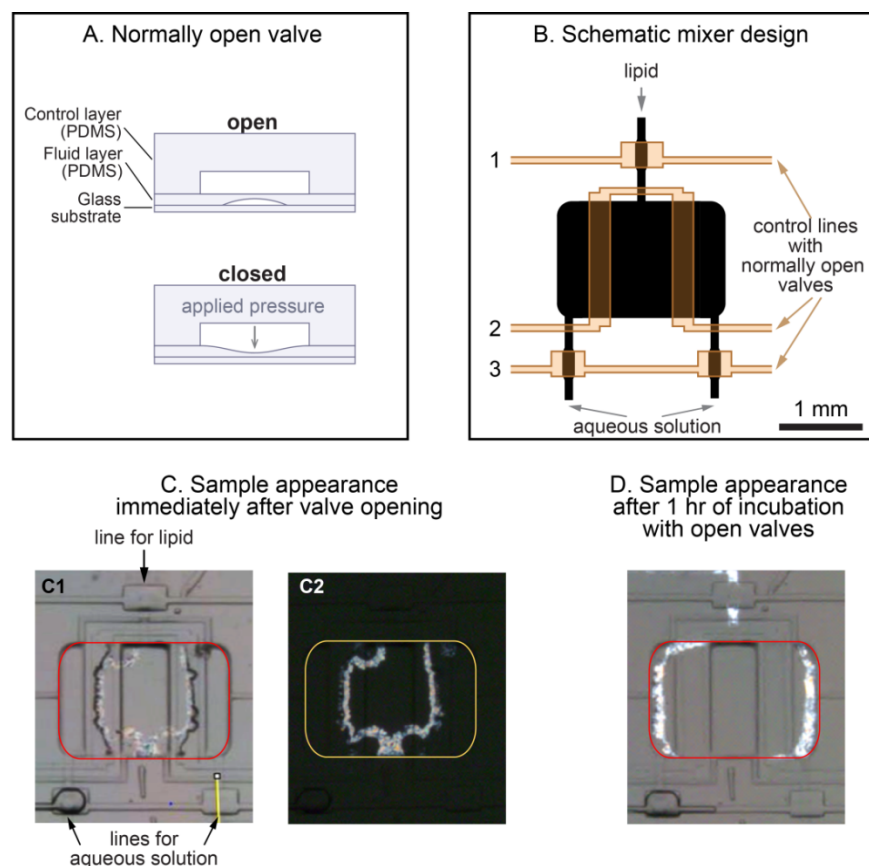 A. Normally open valve
Control layer
(PDMS)
Fluid layer
(PDMS)
Glass
substrate
open
closed
applied pressure
B. Schematic mixer design
lipid
1
2
3
control lines
with
normally open
valves
aqueous solution
1 mm
C. Sample appearance
immediately after valve opening
line for lipid
C1
C2
lines for
aqueous solution
D. Sample appearance
after 1 hr of incubation
with open valves